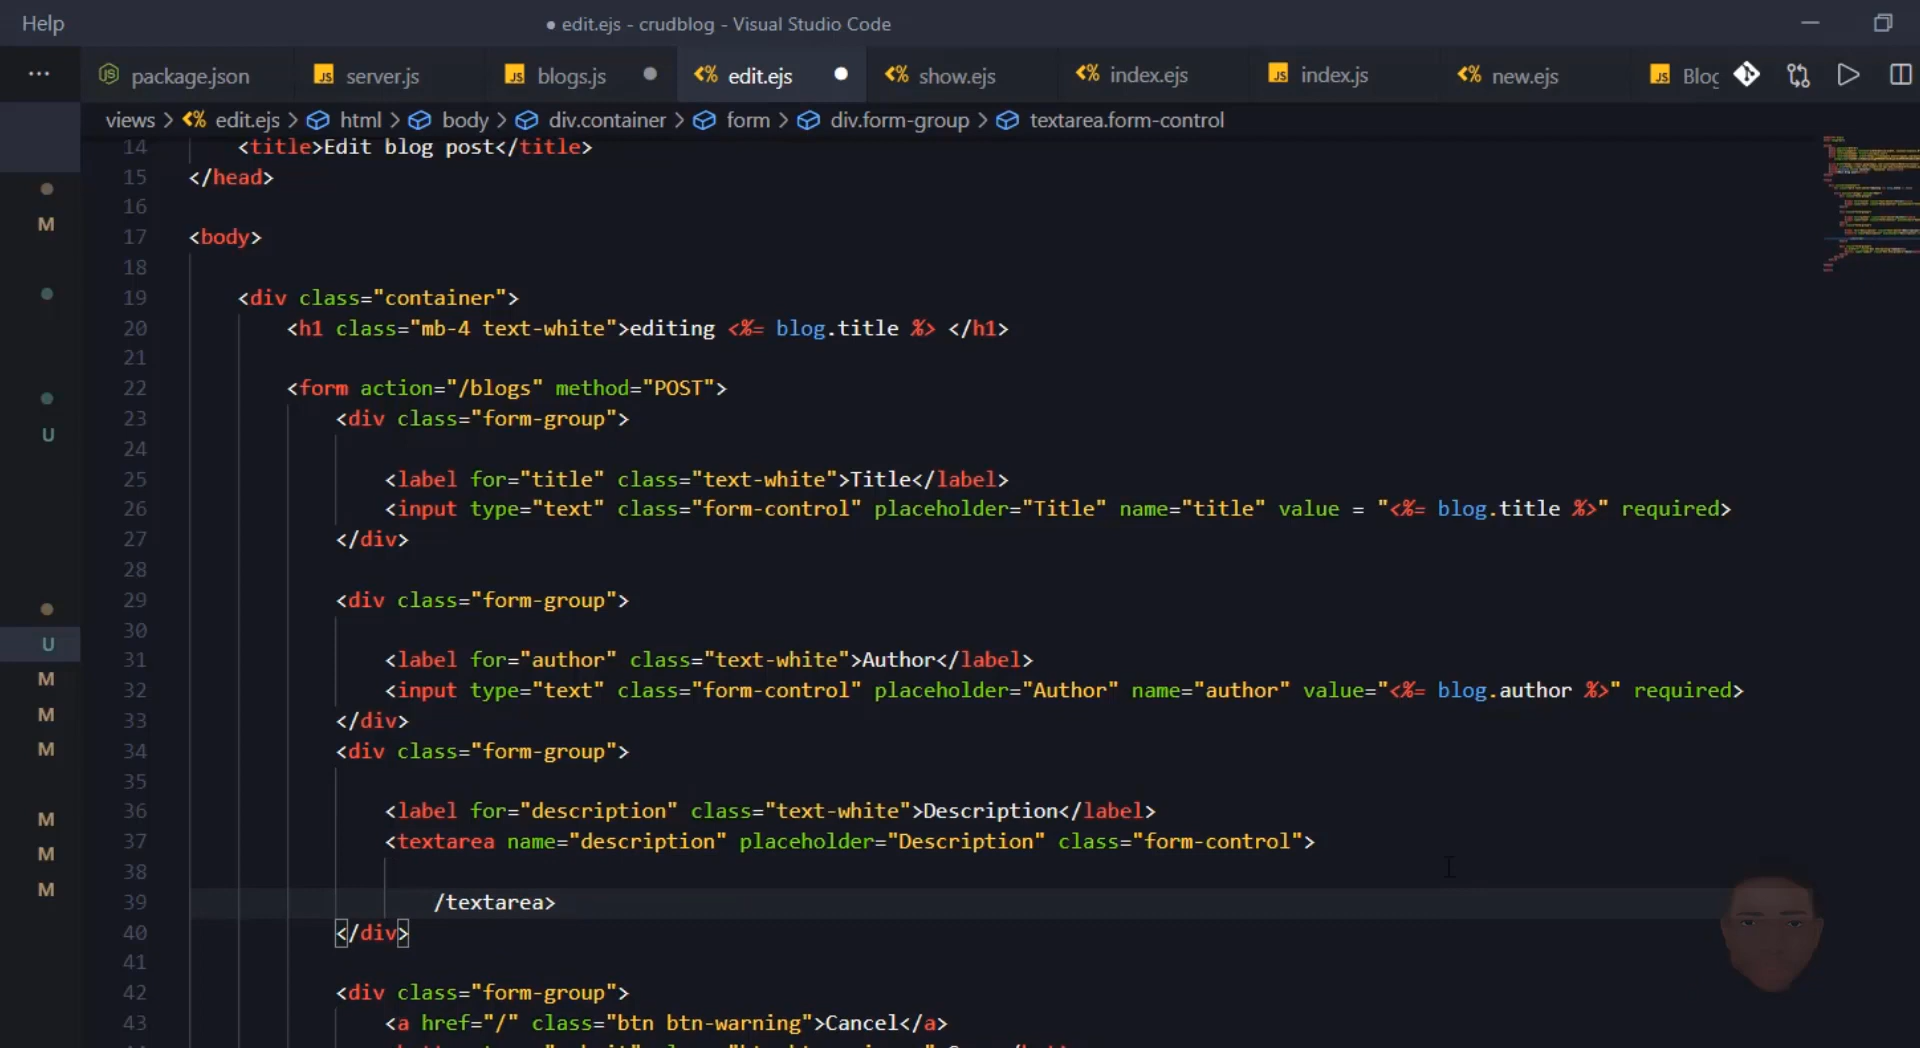 Help
● edit.ejs - crudblog - Visual Studio Code
··· package.json server.js blogs.js edit.ejs show.ejs index.ejs index.js new.ejs Blog
views > edit.ejs > html > body > div.container > form > div.form-group > textarea.form-control
14 <title>Edit blog post</title>
15 </head>
16
17 <body>
18
19 <div class="container">
20 <h1 class="mb-4 text-white">editing <%= blog.title %> </h1>
21
22 <form action="/blogs" method="POST">
23 <div class="form-group">
24
25 <label for="title" class="text-white">Title</label>
26 <input type="text" class="form-control" placeholder="Title" name="title" value = "<%= blog.title %>" required>
27 </div>
28
29 <div class="form-group">
30
31 <label for="author" class="text-white">Author</label>
32 <input type="text" class="form-control" placeholder="Author" name="author" value="<%= blog.author %>" required>
33 </div>
34 <div class="form-group">
35
36 <label for="description" class="text-white">Description</label>
37 <textarea name="description" placeholder="Description" class="form-control">
38
39 /textarea>
40 </div>
41
42 <div class="form-group">
43 <a href="/" class="btn btn-warning">Cancel</a>
M
U
U
M
M
M
M
M
M